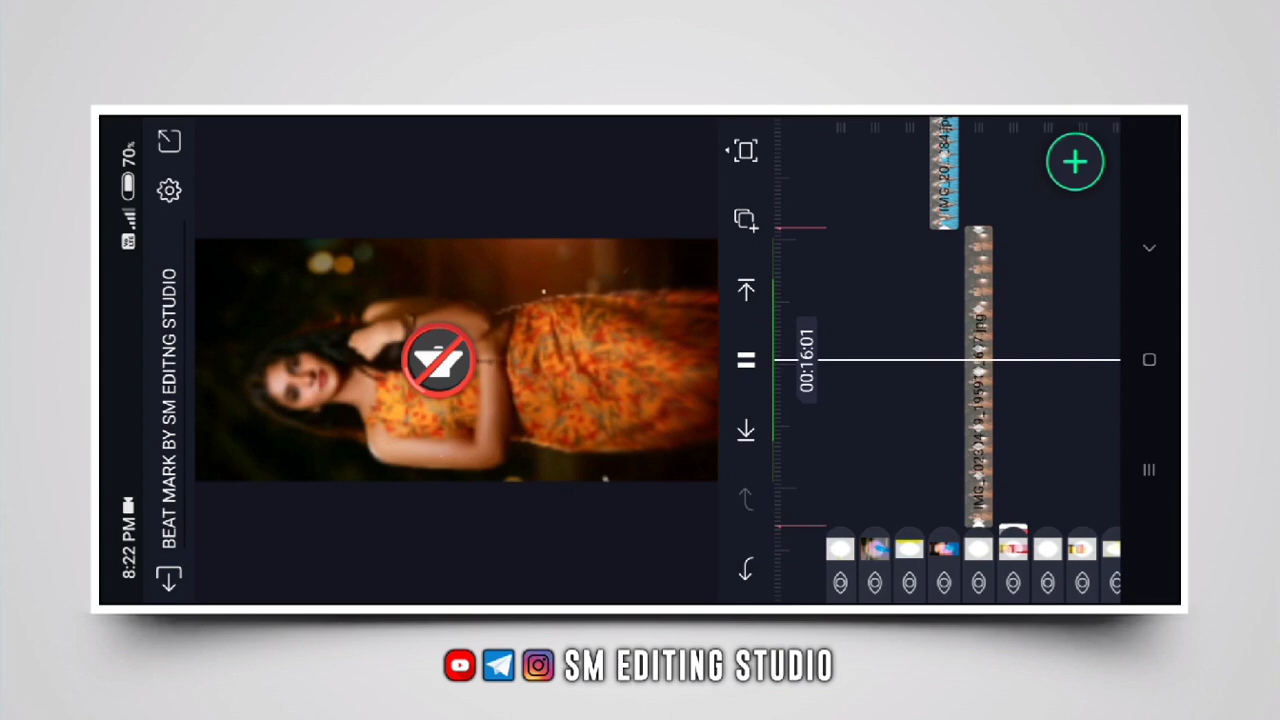 8:22 PM
70%
BEAT MARK BY SM EDITNG STUDIO
00:16:01
SM EDITING STUDIO